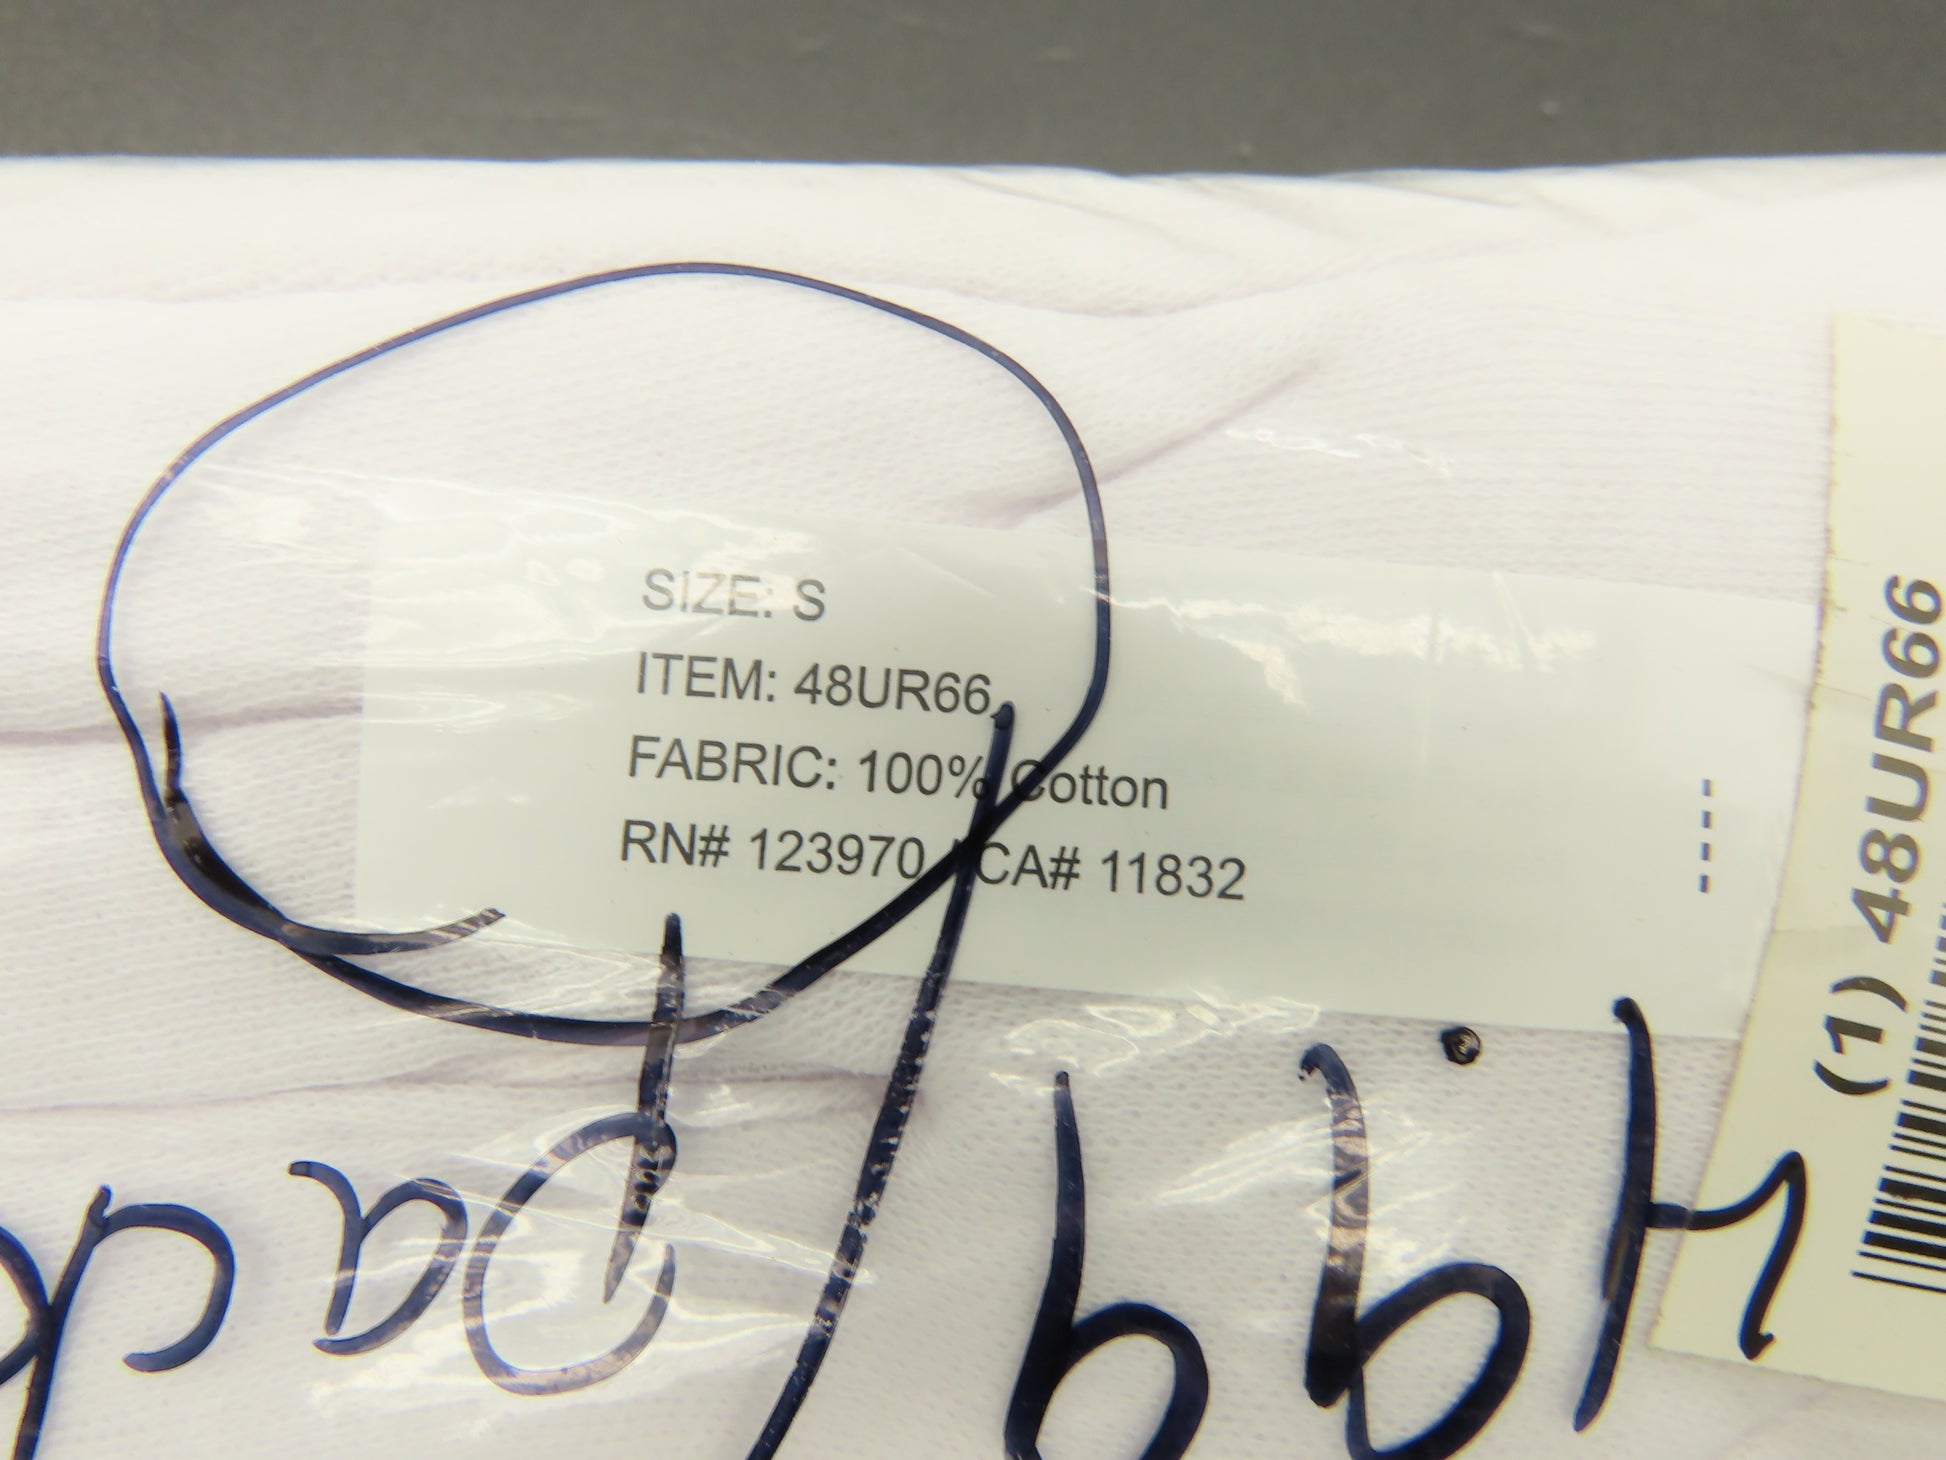 SIZE: S
ITEM: 48UR66
FABRIC: 100% Cotton
RN# 123970 / CA# 11832
(1) 48UR66